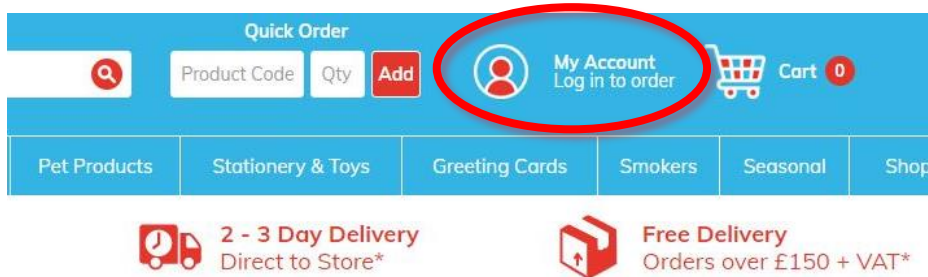 Quick Order
Product Code Qty Add
My Account
Log in to order
Cart 0
Pet Products Stationery & Toys Greeting Cards Smokers Seasonal Shop
2 - 3 Day Delivery
Direct to Store*
Free Delivery
Orders over £150 + VAT*